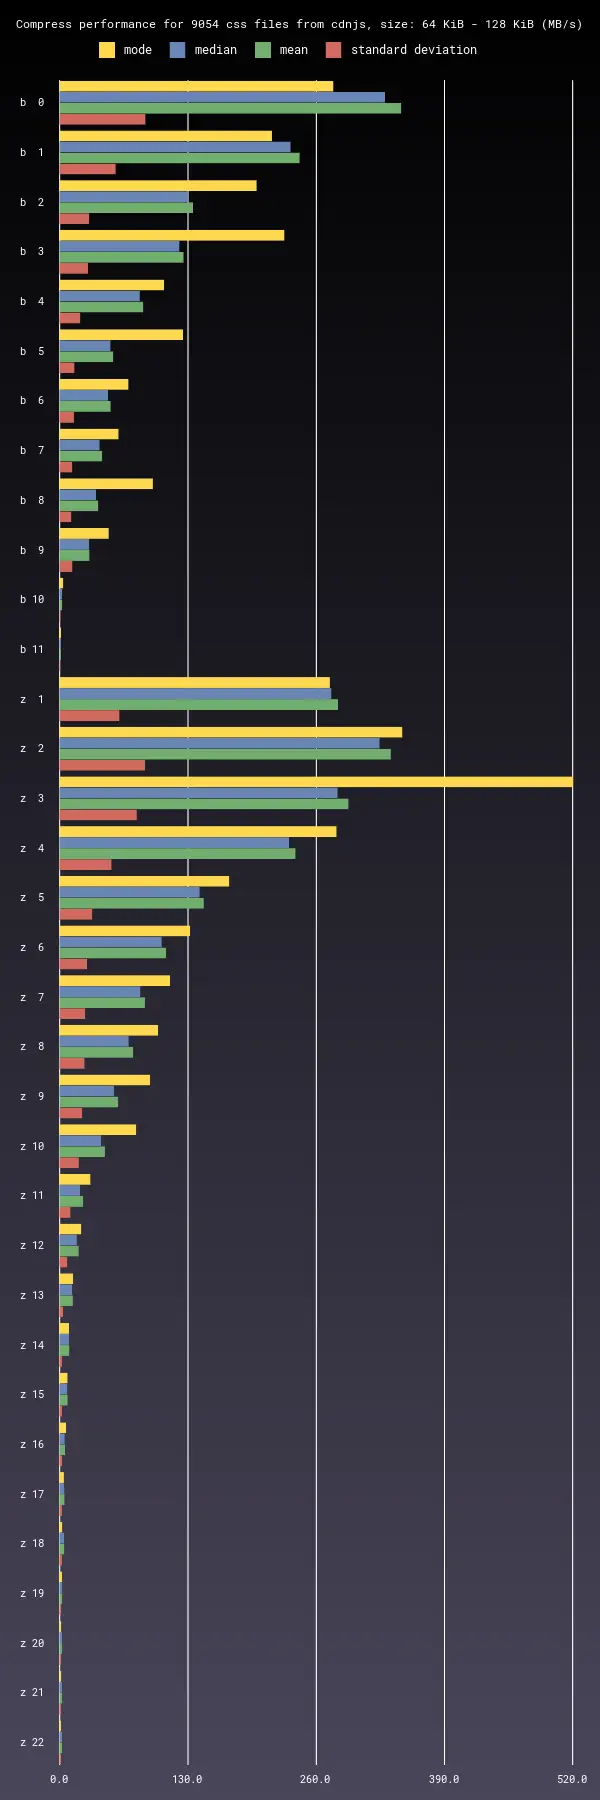 Compress performance for 9054 css files from cdnjs, size: 64 KiB - 128 KiB (MB/s)
mode median mean standard deviation
b 0
b 1
b 2
b 3
b 4
b 5
b 6
b 7
b 8
b 9
b 10
b 11
z 1
z 2
z 3
z 4
z 5
z 6
z 7
z 8
z 9
z 10
z 11
z 12
z 13
z 14
z 15
z 16
z 17
z 18
z 19
z 20
z 21
z 22
0.0 130.0 260.0 390.0 520.0